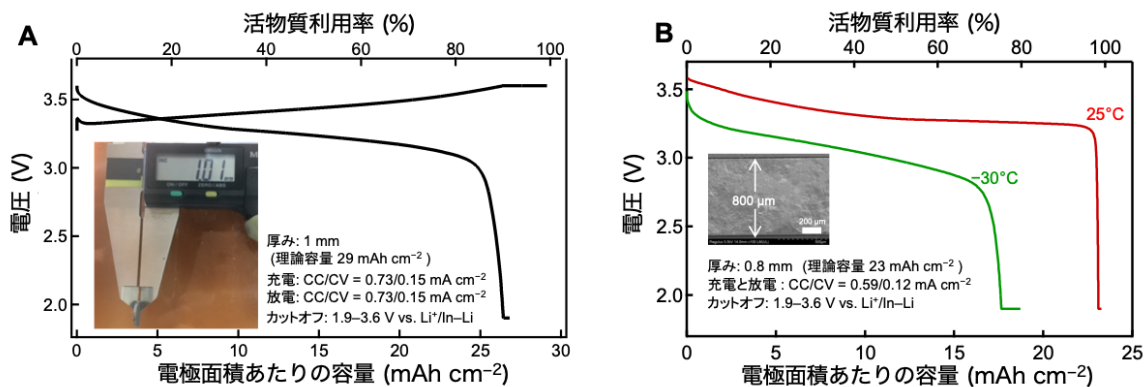 A
活物質利用率 (%)
0 20 40 60 80 100
3.5
3.0
2.5
2.0
電圧 (V)
1.01
mm
ON/OFF ZERO/ABS
厚み: 1 mm
(理論容量 29 mAh cm⁻²)
充電: CC/CV = 0.73/0.15 mA cm⁻²
放電: CC/CV = 0.73/0.15 mA cm⁻²
カットオフ: 1.9–3.6 V vs. Li⁺/In–Li
0 5 10 15 20 25 30
電極面積あたりの容量 (mAh cm⁻²)
B
活物質利用率 (%)
0 20 40 60 80 100
3.5
3.0
2.5
2.0
電圧 (V)
25°C
−30°C
800 µm
200 µm
厚み: 0.8 mm (理論容量 23 mAh cm⁻²)
充電と放電 : CC/CV = 0.59/0.12 mA cm⁻²
カットオフ: 1.9–3.6 V vs. Li⁺/In–Li
0 5 10 15 20 25
電極面積あたりの容量 (mAh cm⁻²)